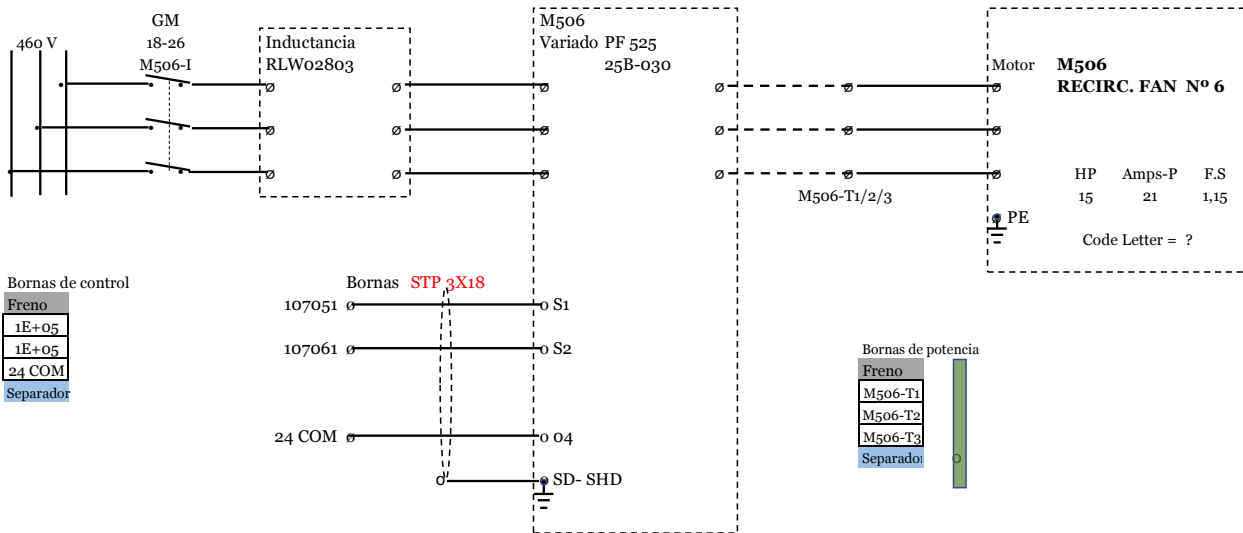 460 V
GM
18-26
M506-I
Inductancia
RLW02803
M506
Variado PF 525
25B-030
Motor M506
RECIRC. FAN Nº 6
M506-T1/2/3
HP Amps-P F.S
15 21 1,15
PE
Code Letter = ?
Bornas de control
Freno
1E+05
1E+05
24 COM
Separador
Bornas STP 3X18
107051
S1
107061
S2
24 COM
04
SD- SHD
Bornas de potencia
Freno
M506-T1
M506-T2
M506-T3
Separador